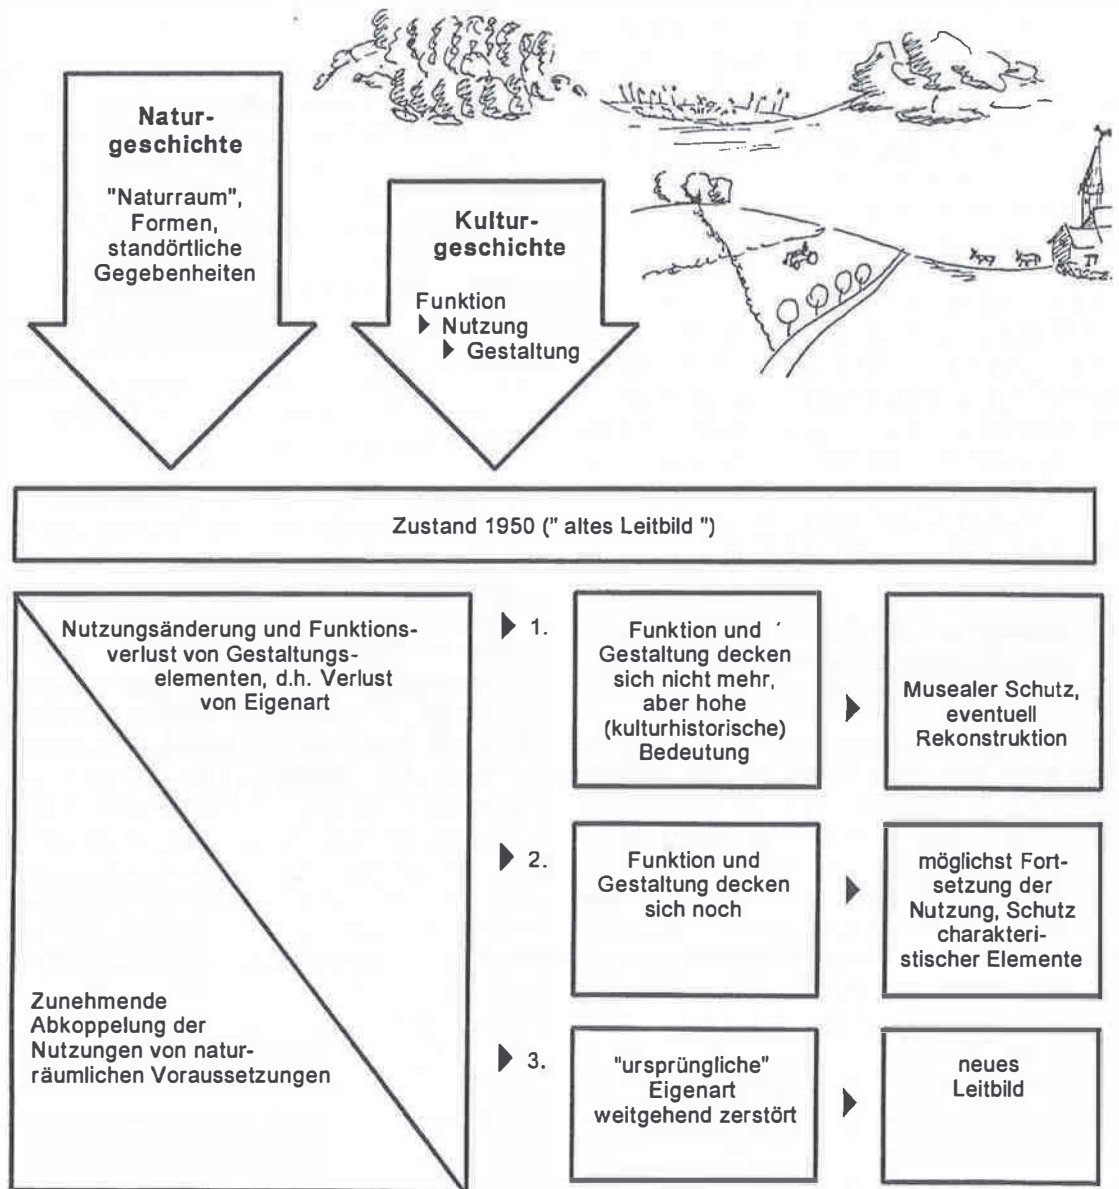 Natur-
geschichte
"Naturraum",
Formen,
standörtliche
Gegebenheiten
Kultur-
geschichte
Funktion
Nutzung
Gestaltung
Zustand 1950 (" altes Leitbild ")
Nutzungsänderung und Funktions-
verlust von Gestaltungs-
elementen, d.h. Verlust
von Eigenart
Zunehmende
Abkoppelung der
Nutzungen von natur-
räumlichen Voraussetzungen
1.
Funktion und
Gestaltung decken
sich nicht mehr,
aber hohe
(kulturhistorische)
Bedeutung
Musealer Schutz,
eventuell
Rekonstruktion
2.
Funktion und
Gestaltung decken
sich noch
möglichst Fort-
setzung der
Nutzung, Schutz
charakteri-
stischer Elemente
3.
"ursprüngliche"
Eigenart
weitgehend zerstört
neues
Leitbild